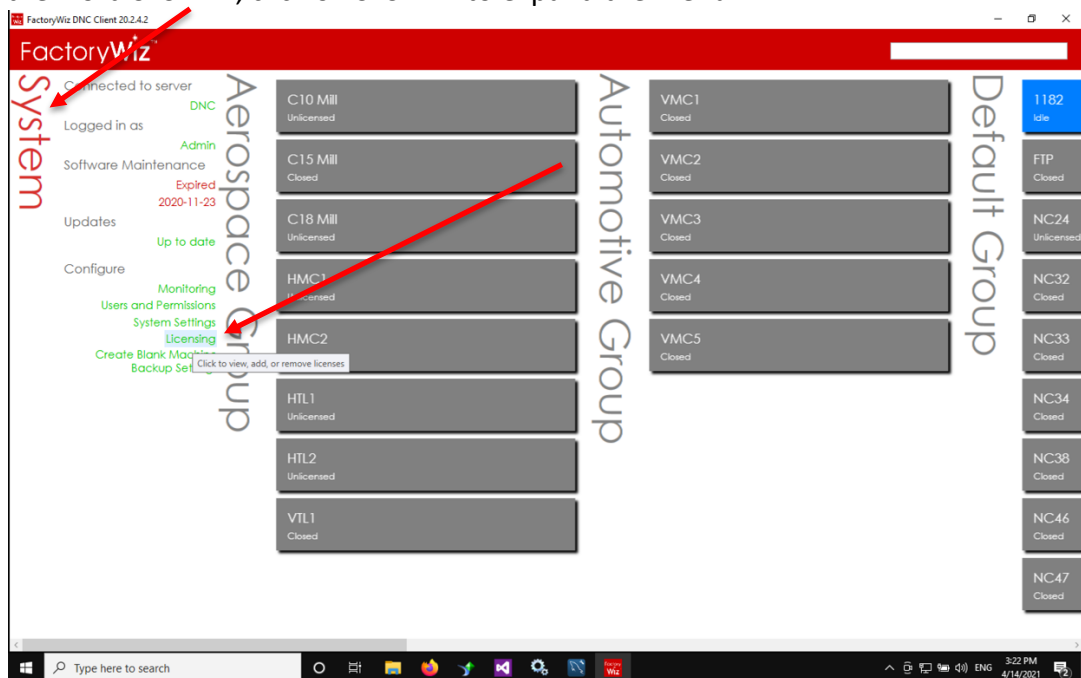 FactoryWiz DNC Client 20.2.4.2
FactoryWiz
System
Connected to server
DNC
Logged in as
Admin
Software Maintenance
Expired
2020-11-23
Updates
Up to date
Configure
Monitoring
Users and Permissions
System Settings
Licensing
Create Blank Machine
Backup Set
Click to view, add, or remove licenses
Aerospace Group
C10 Mill
Unlicensed
C15 Mill
Closed
C18 Mill
Unlicensed
HMC1
Unlicensed
HMC2
HTL1
Unlicensed
HTL2
Unlicensed
VTL1
Closed
Automotive Group
VMC1
Closed
VMC2
Closed
VMC3
Closed
VMC4
Closed
VMC5
Closed
Default Group
1182
Idle
FTP
Closed
NC24
Unlicensed
NC32
Closed
NC33
Closed
NC34
Closed
NC38
Closed
NC46
Closed
NC47
Closed
Type here to search
Factory
Wiz
ENG
3:22 PM
4/14/2021
2